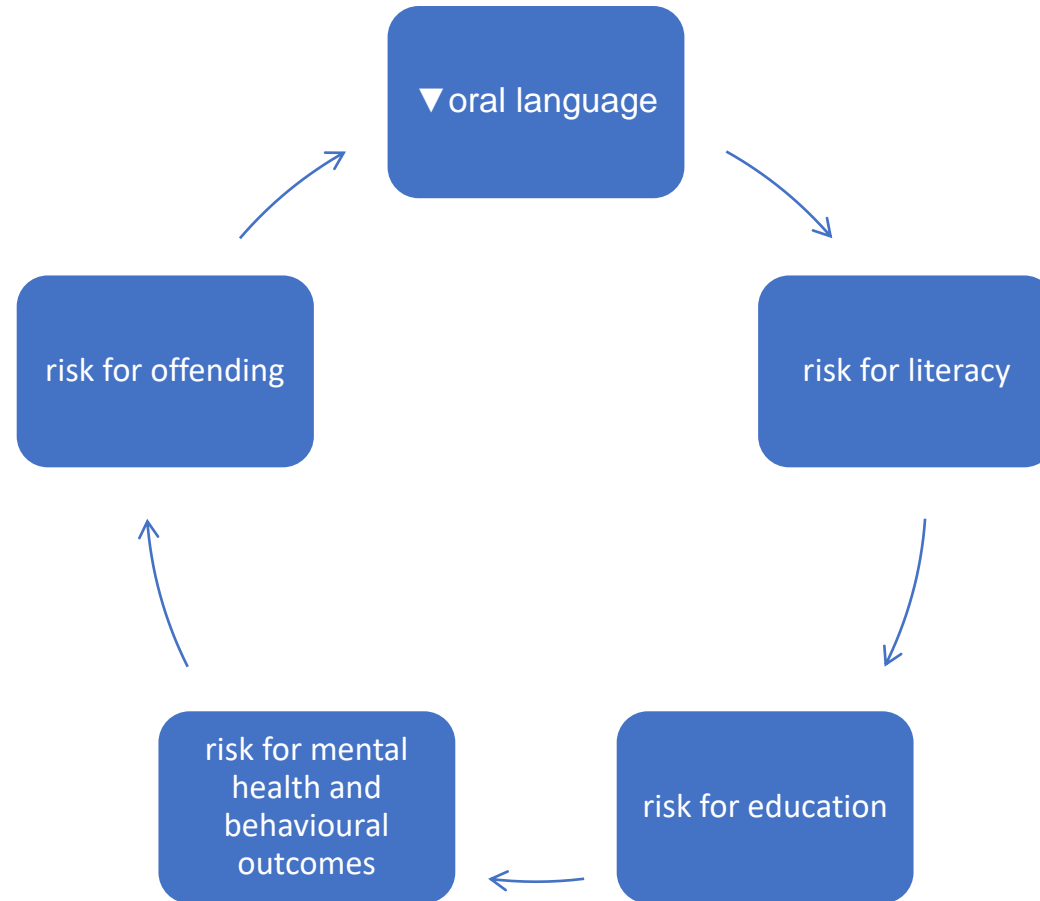 ▼oral language
risk for literacy
risk for education
risk for mental
health and
behavioural
outcomes
risk for offending